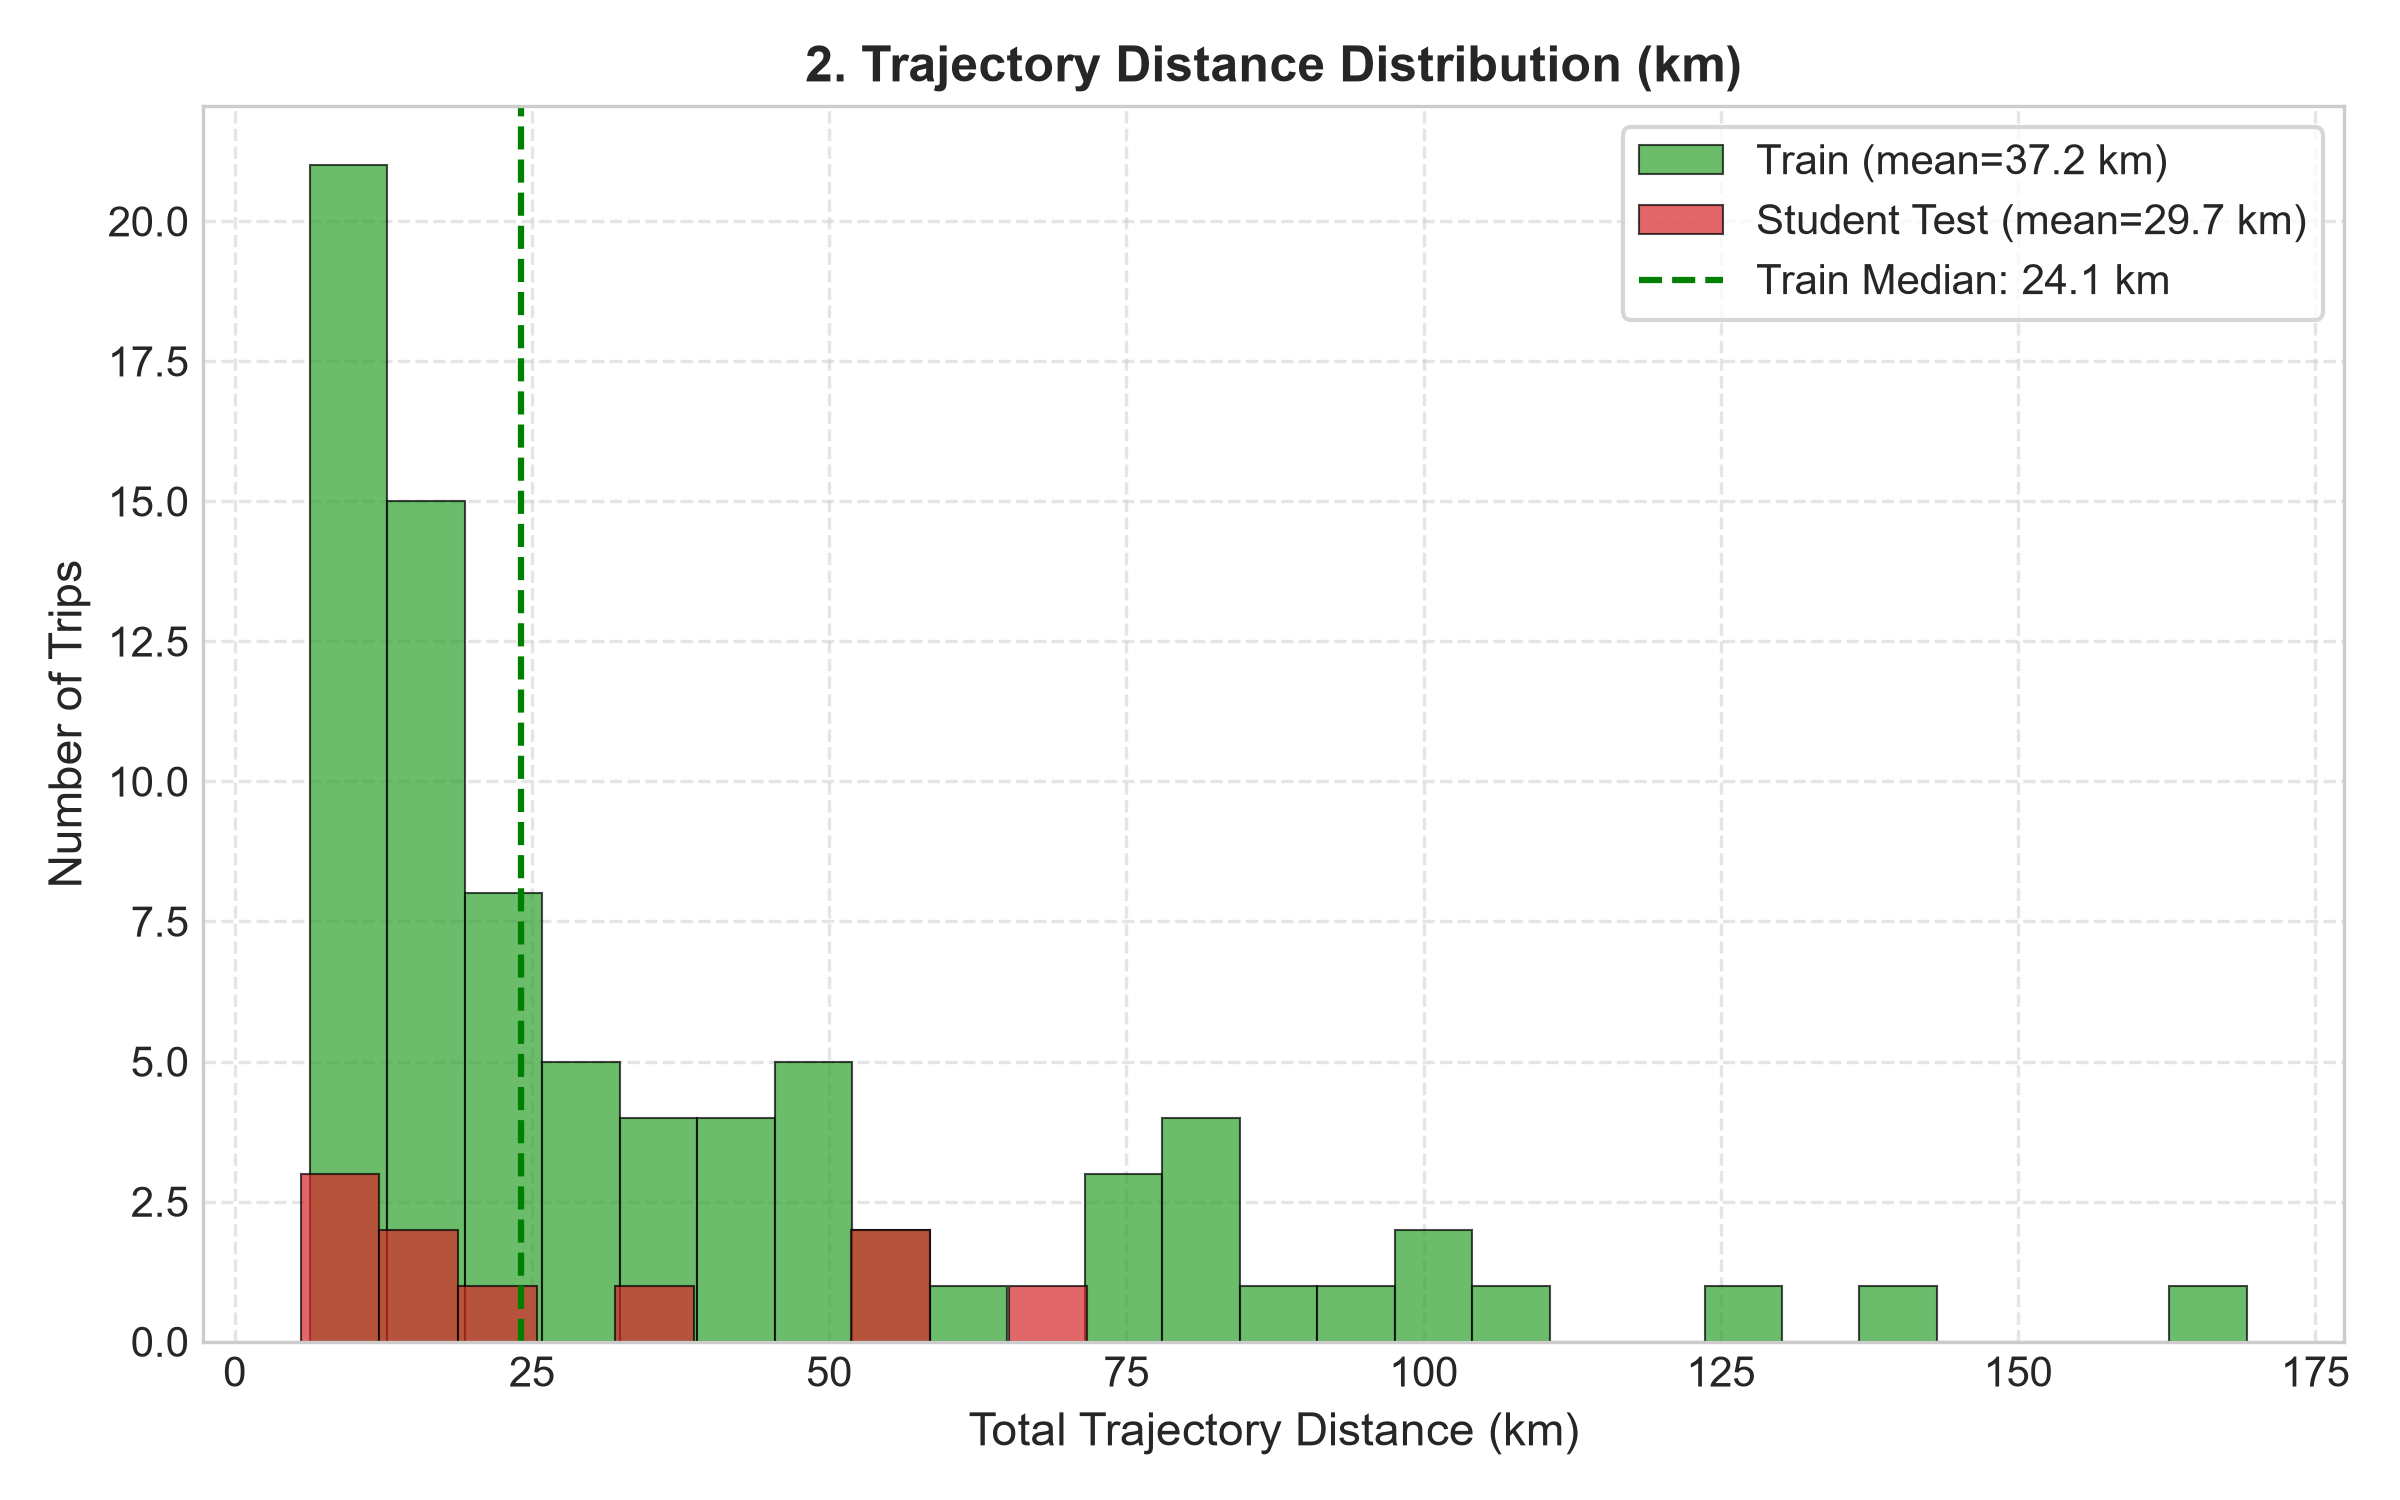 2. Trajectory Distance Distribution (km)
Train (mean=37.2 km)
Student Test (mean=29.7 km)
Train Median: 24.1 km
Number of Trips
20.0
17.5
15.0
12.5
10.0
7.5
5.0
2.5
0.0
0 25 50 75 100 125 150 175
Total Trajectory Distance (km)